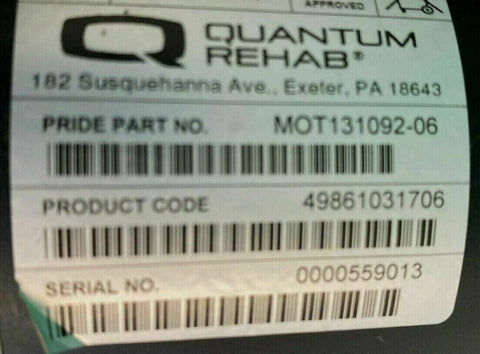 APPROVED
QUANTUM
REHAB®
182 Susquehanna Ave., Exeter, PA 18643
PRIDE PART NO. MOT131092-06
PRODUCT CODE 49861031706
SERIAL NO. 0000559013